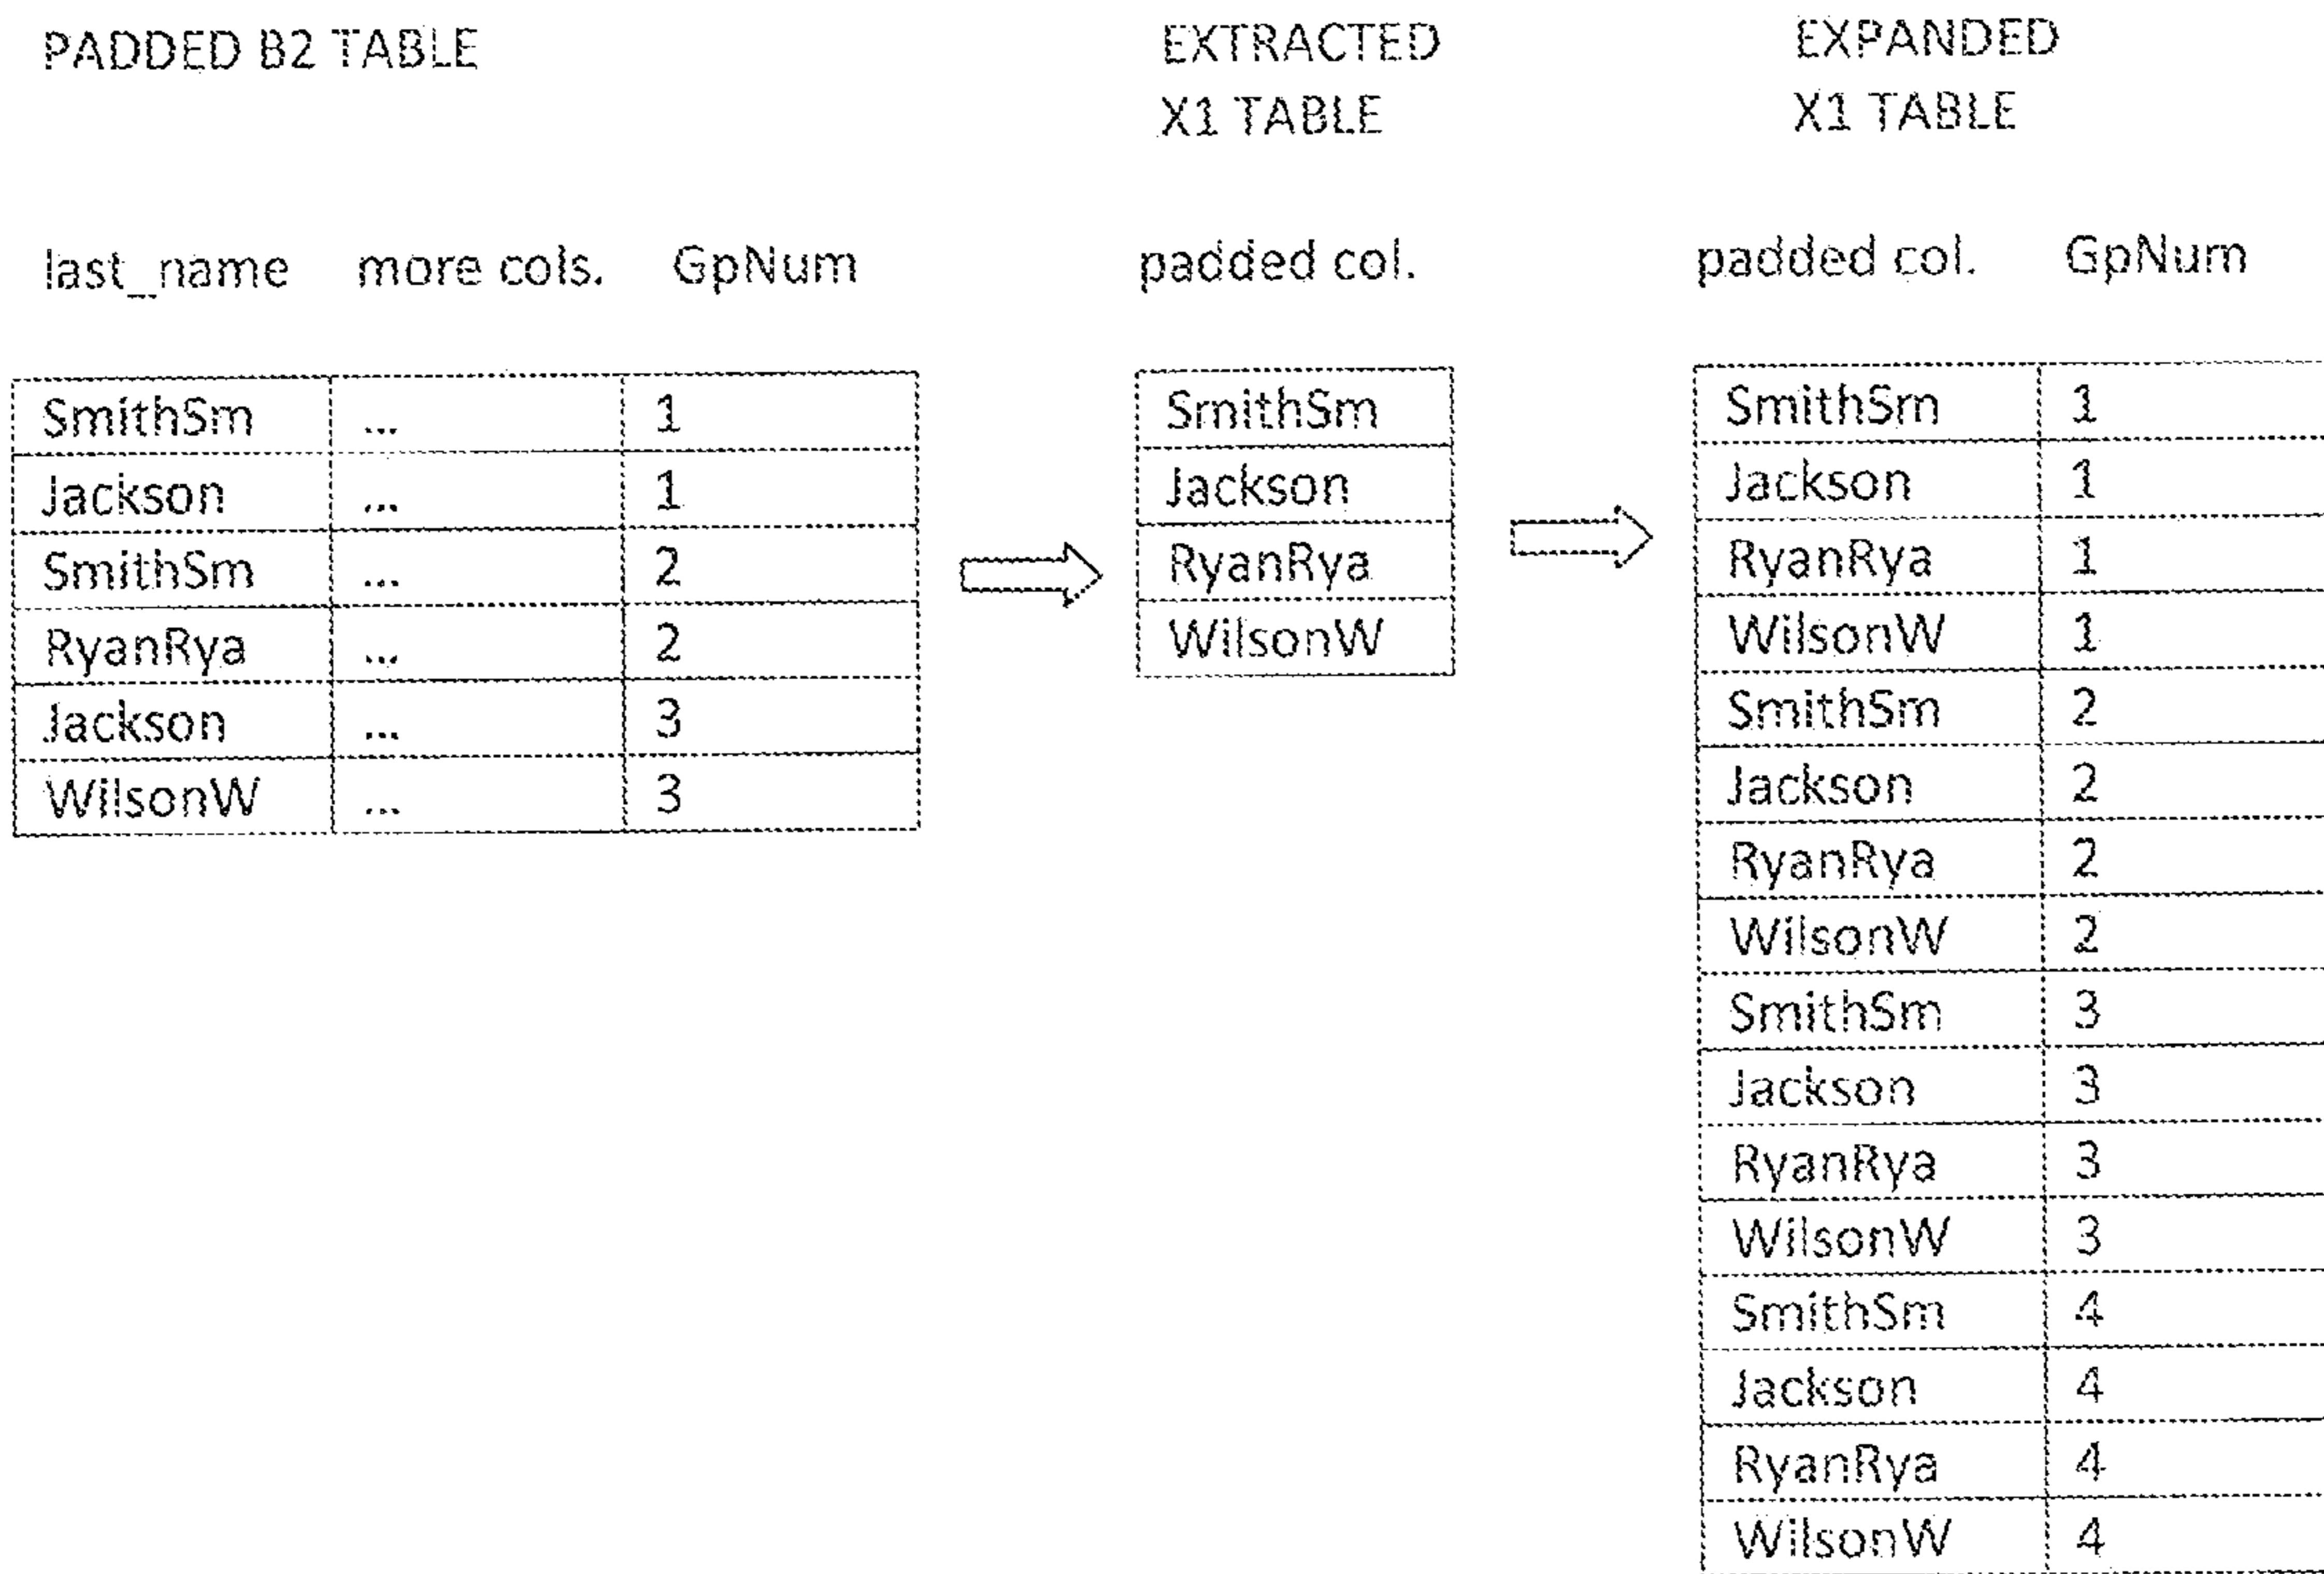 PADDED B2 TABLE
EXTRACTED
X1 TABLE
EXPANDED
X1 TABLE
last_name more cols. GpNum
SmithSm ... 1
Jackson ... 1
SmithSm ... 2
RyanRya ... 2
Jackson ... 3
WilsonW ... 3
padded col.
SmithSm
Jackson
RyanRya
WilsonW
padded col. GpNum
SmithSm 1
Jackson 1
RyanRya 1
WilsonW 1
SmithSm 2
Jackson 2
RyanRya 2
WilsonW 2
SmithSm 3
Jackson 3
RyanRya 3
WilsonW 3
SmithSm 4
Jackson 4
RyanRya 4
WilsonW 4